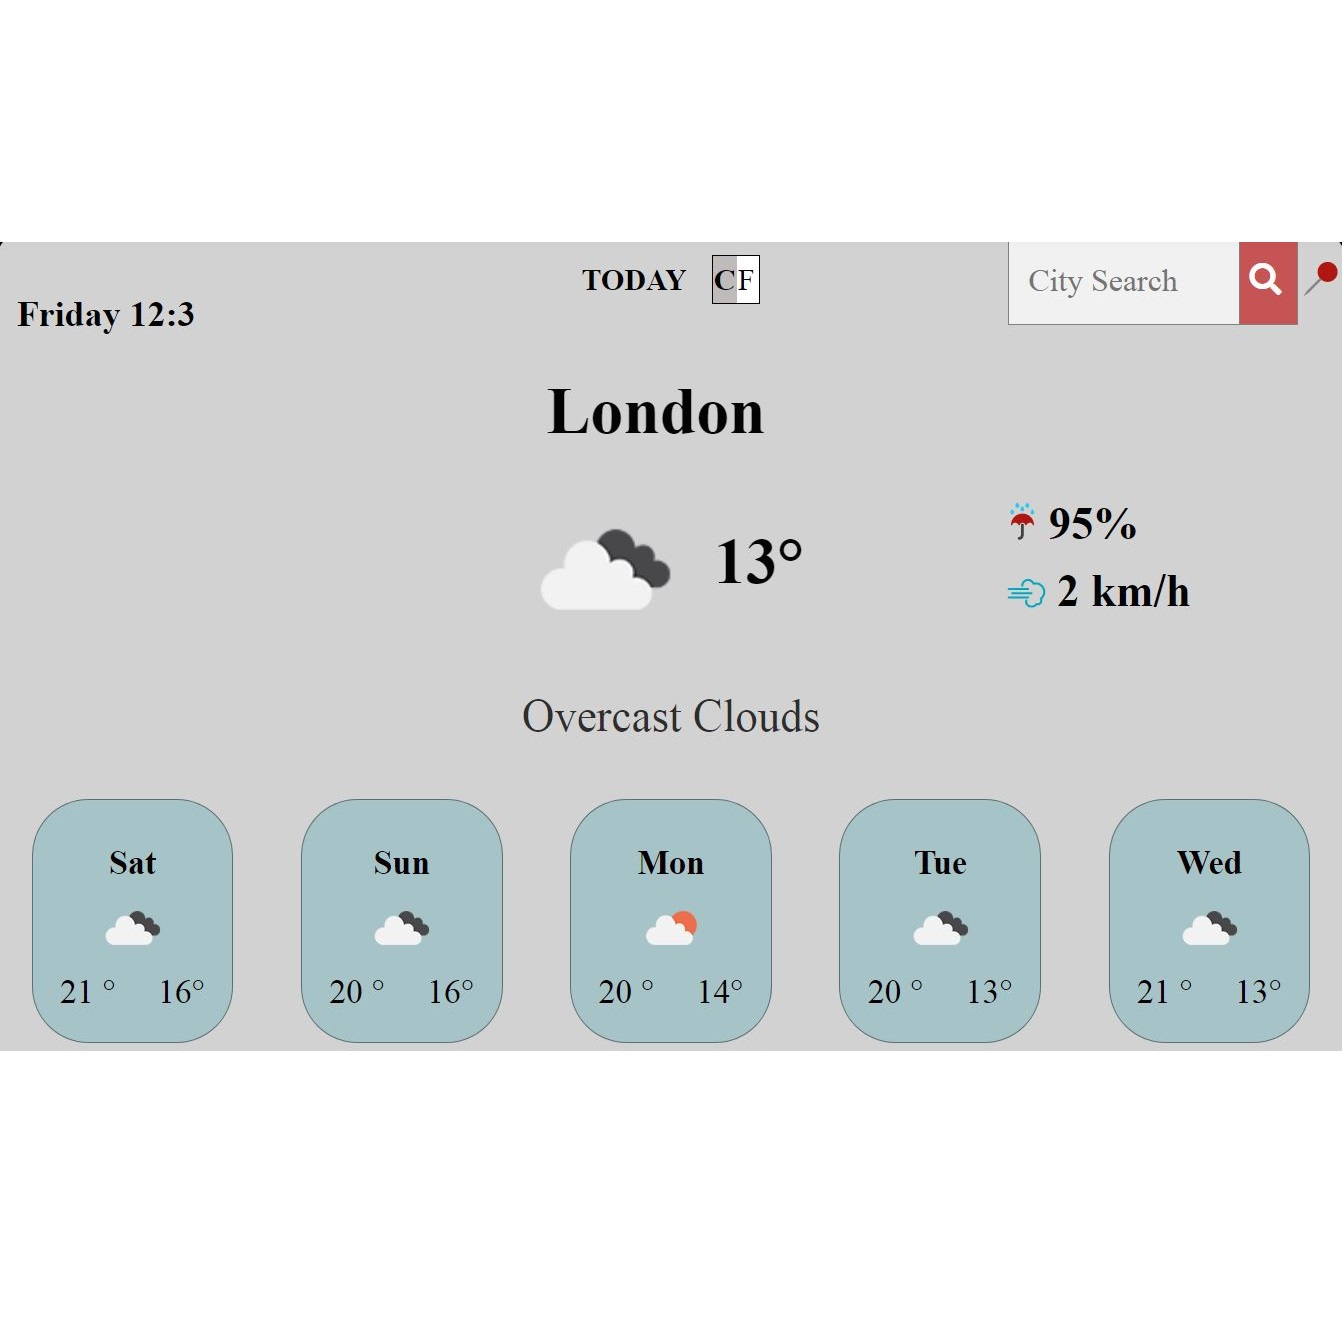 TODAY CF
City Search
Friday 12:3
London
13°
95%
2 km/h
Overcast Clouds
Sat
21 ° 16°
Sun
20 ° 16°
Mon
20 ° 14°
Tue
20 ° 13°
Wed
21 ° 13°